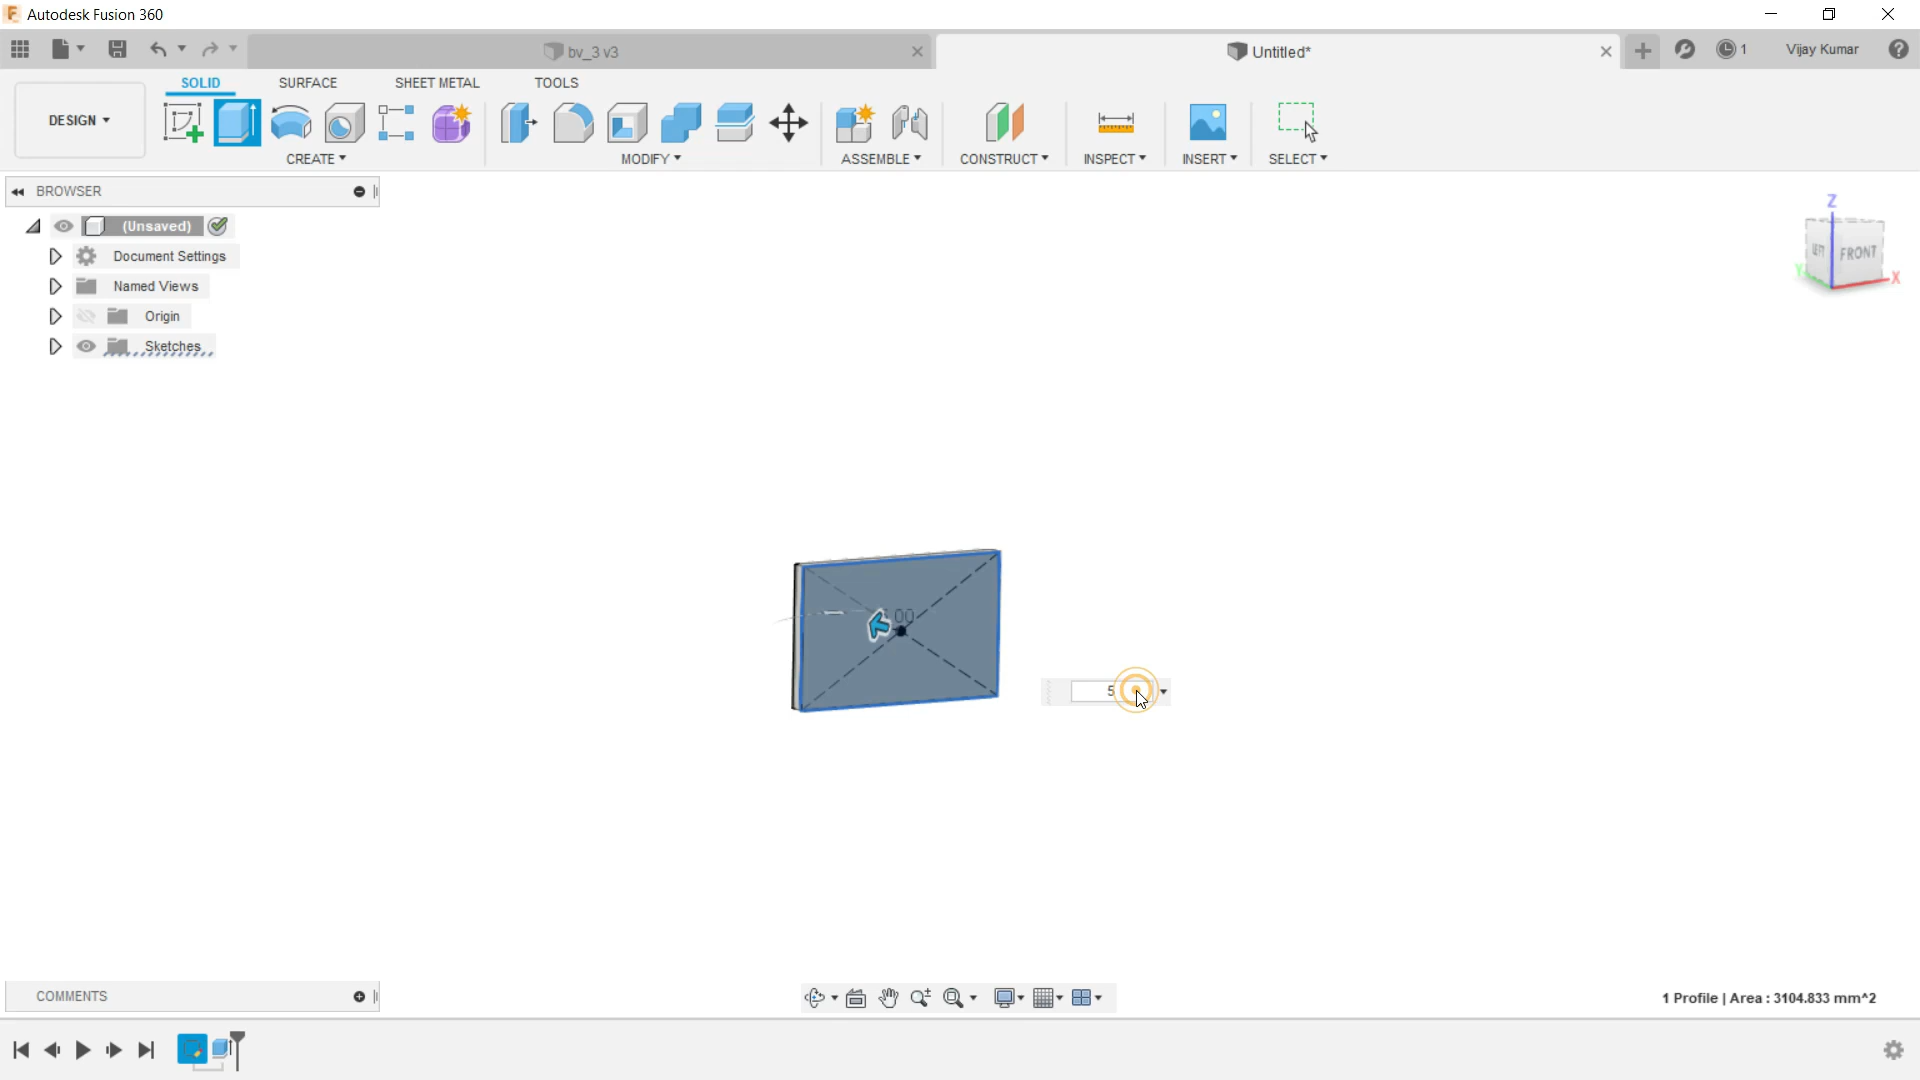 Autodesk Fusion 360
bv_3 v3
Untitled*
1
Vijay Kumar
DESIGN
SOLID
SURFACE
SHEET METAL
TOOLS
CREATE
MODIFY
ASSEMBLE
CONSTRUCT
INSPECT
INSERT
SELECT
BROWSER
(Unsaved)
Document Settings
Named Views
Origin
Sketches
Z
LEFT
FRONT
Y
X
5
COMMENTS
1 Profile | Area : 3104.833 mm^2